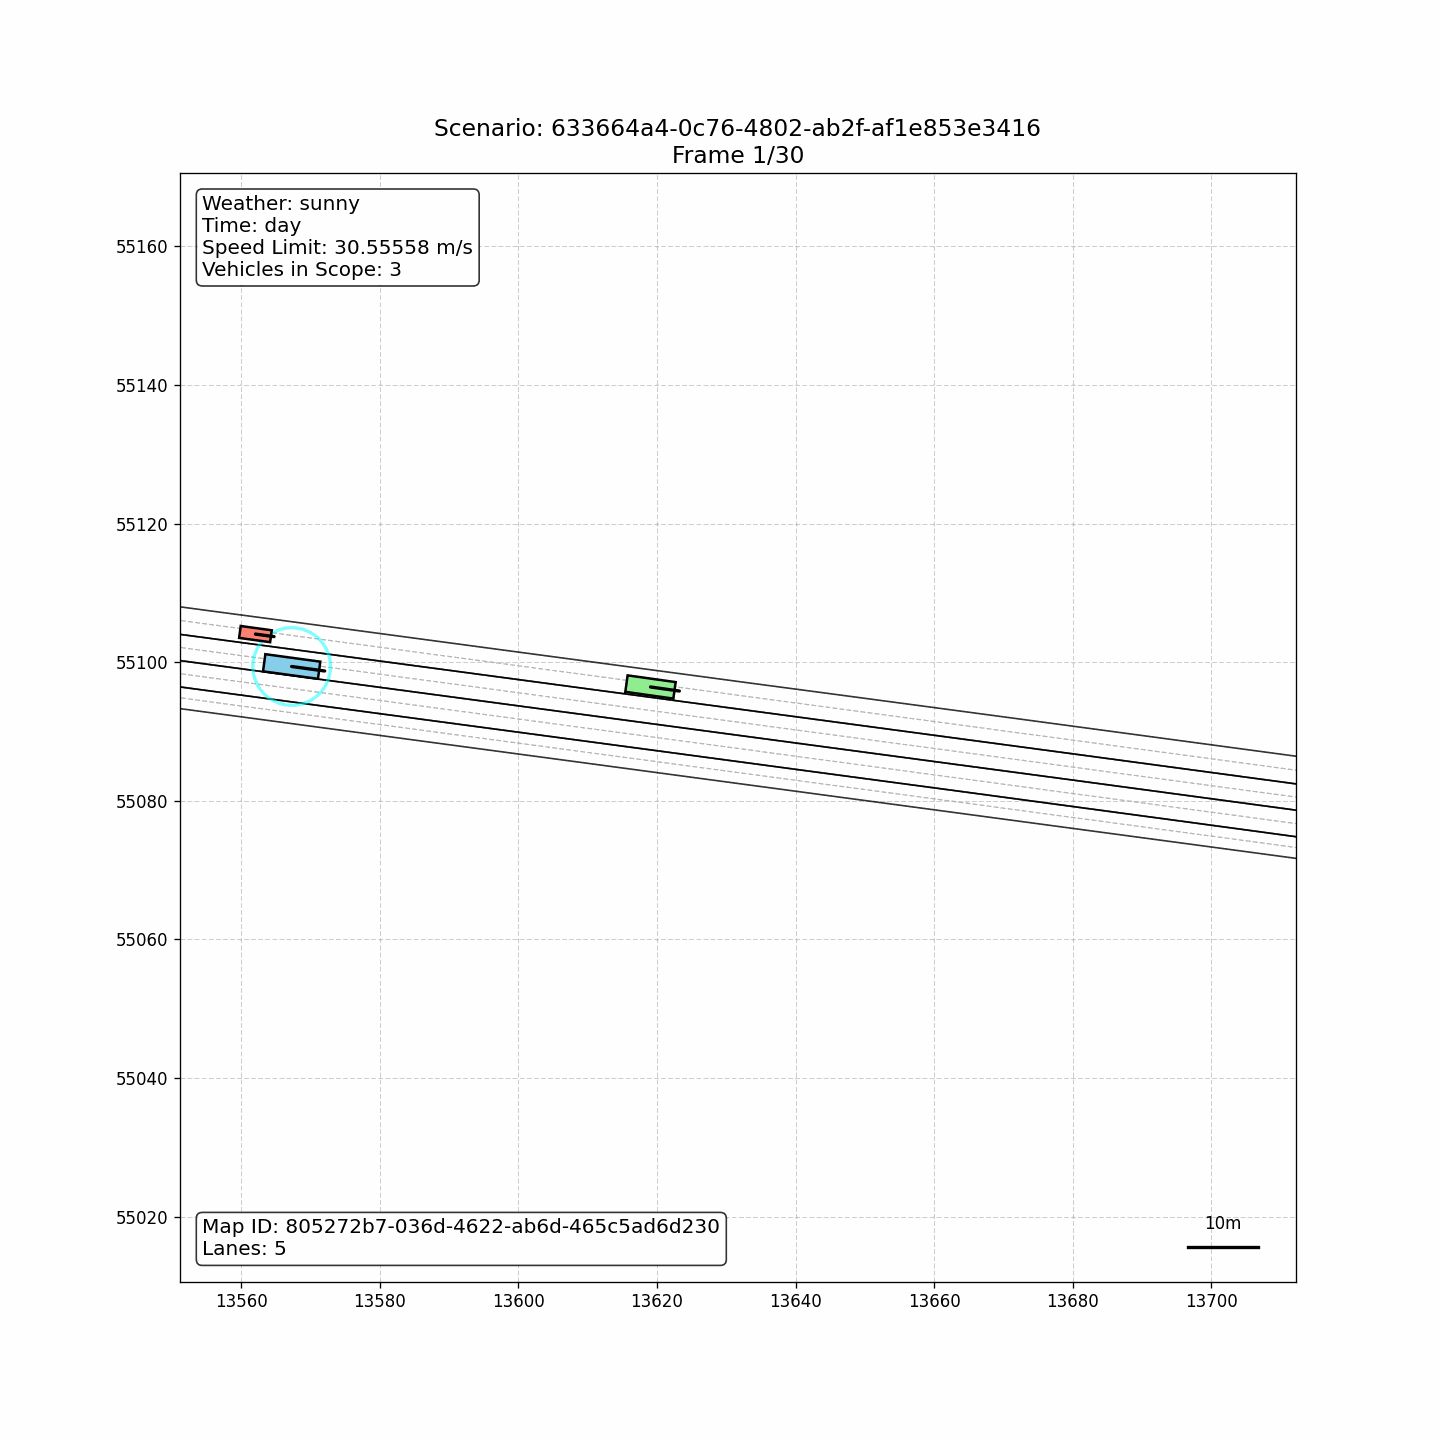 Scenario: 633664a4-0c76-4802-ab2f-af1e853e3416
Frame 1/30
Weather: sunny
Time: day
Speed Limit: 30.55558 m/s
Vehicles in Scope: 3
55160
55140
55120
55100
55080
55060
55040
55020
Map ID: 805272b7-036d-4622-ab6d-465c5ad6d230
Lanes: 5
10m
13560 13580 13600 13620 13640 13660 13680 13700